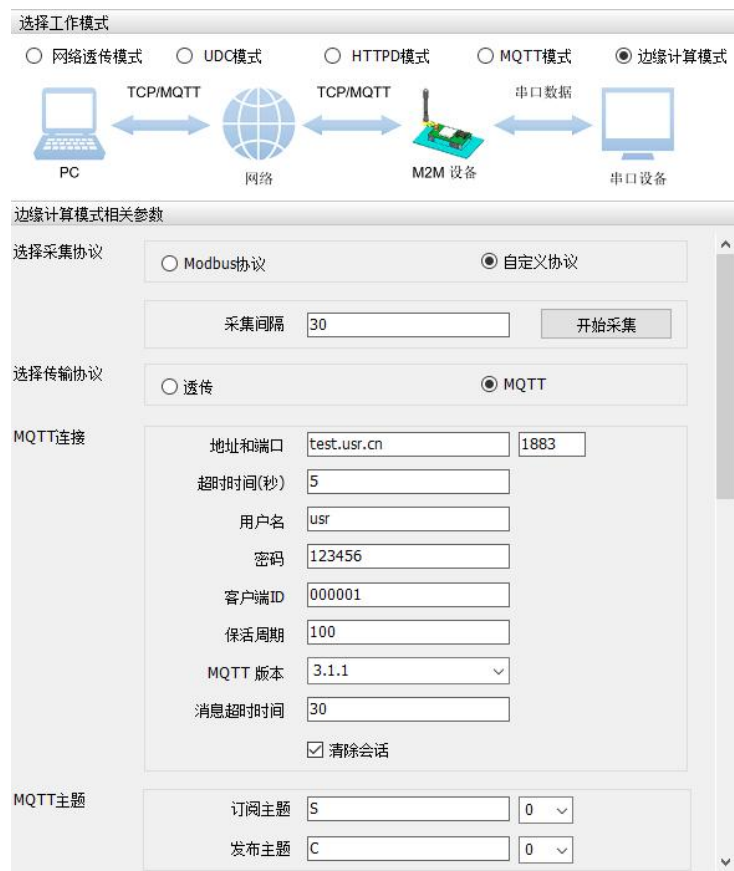 选择工作模式
网络透传模式 UDC模式 HTTPD模式 MQTT模式 边缘计算模式
TCP/MQTT TCP/MQTT 串口数据
PC 网络 M2M 设备 串口设备
边缘计算模式相关参数
选择采集协议 Modbus协议 自定义协议
采集间隔 30 开始采集
选择传输协议 透传 MQTT
MQTT连接 地址和端口 test.usr.cn 1883
超时时间(秒) 5
用户名 usr
密码 123456
客户端ID 000001
保活周期 100
MQTT 版本 3.1.1
消息超时时间 30
清除会话
MQTT主题 订阅主题 S 0
发布主题 C 0